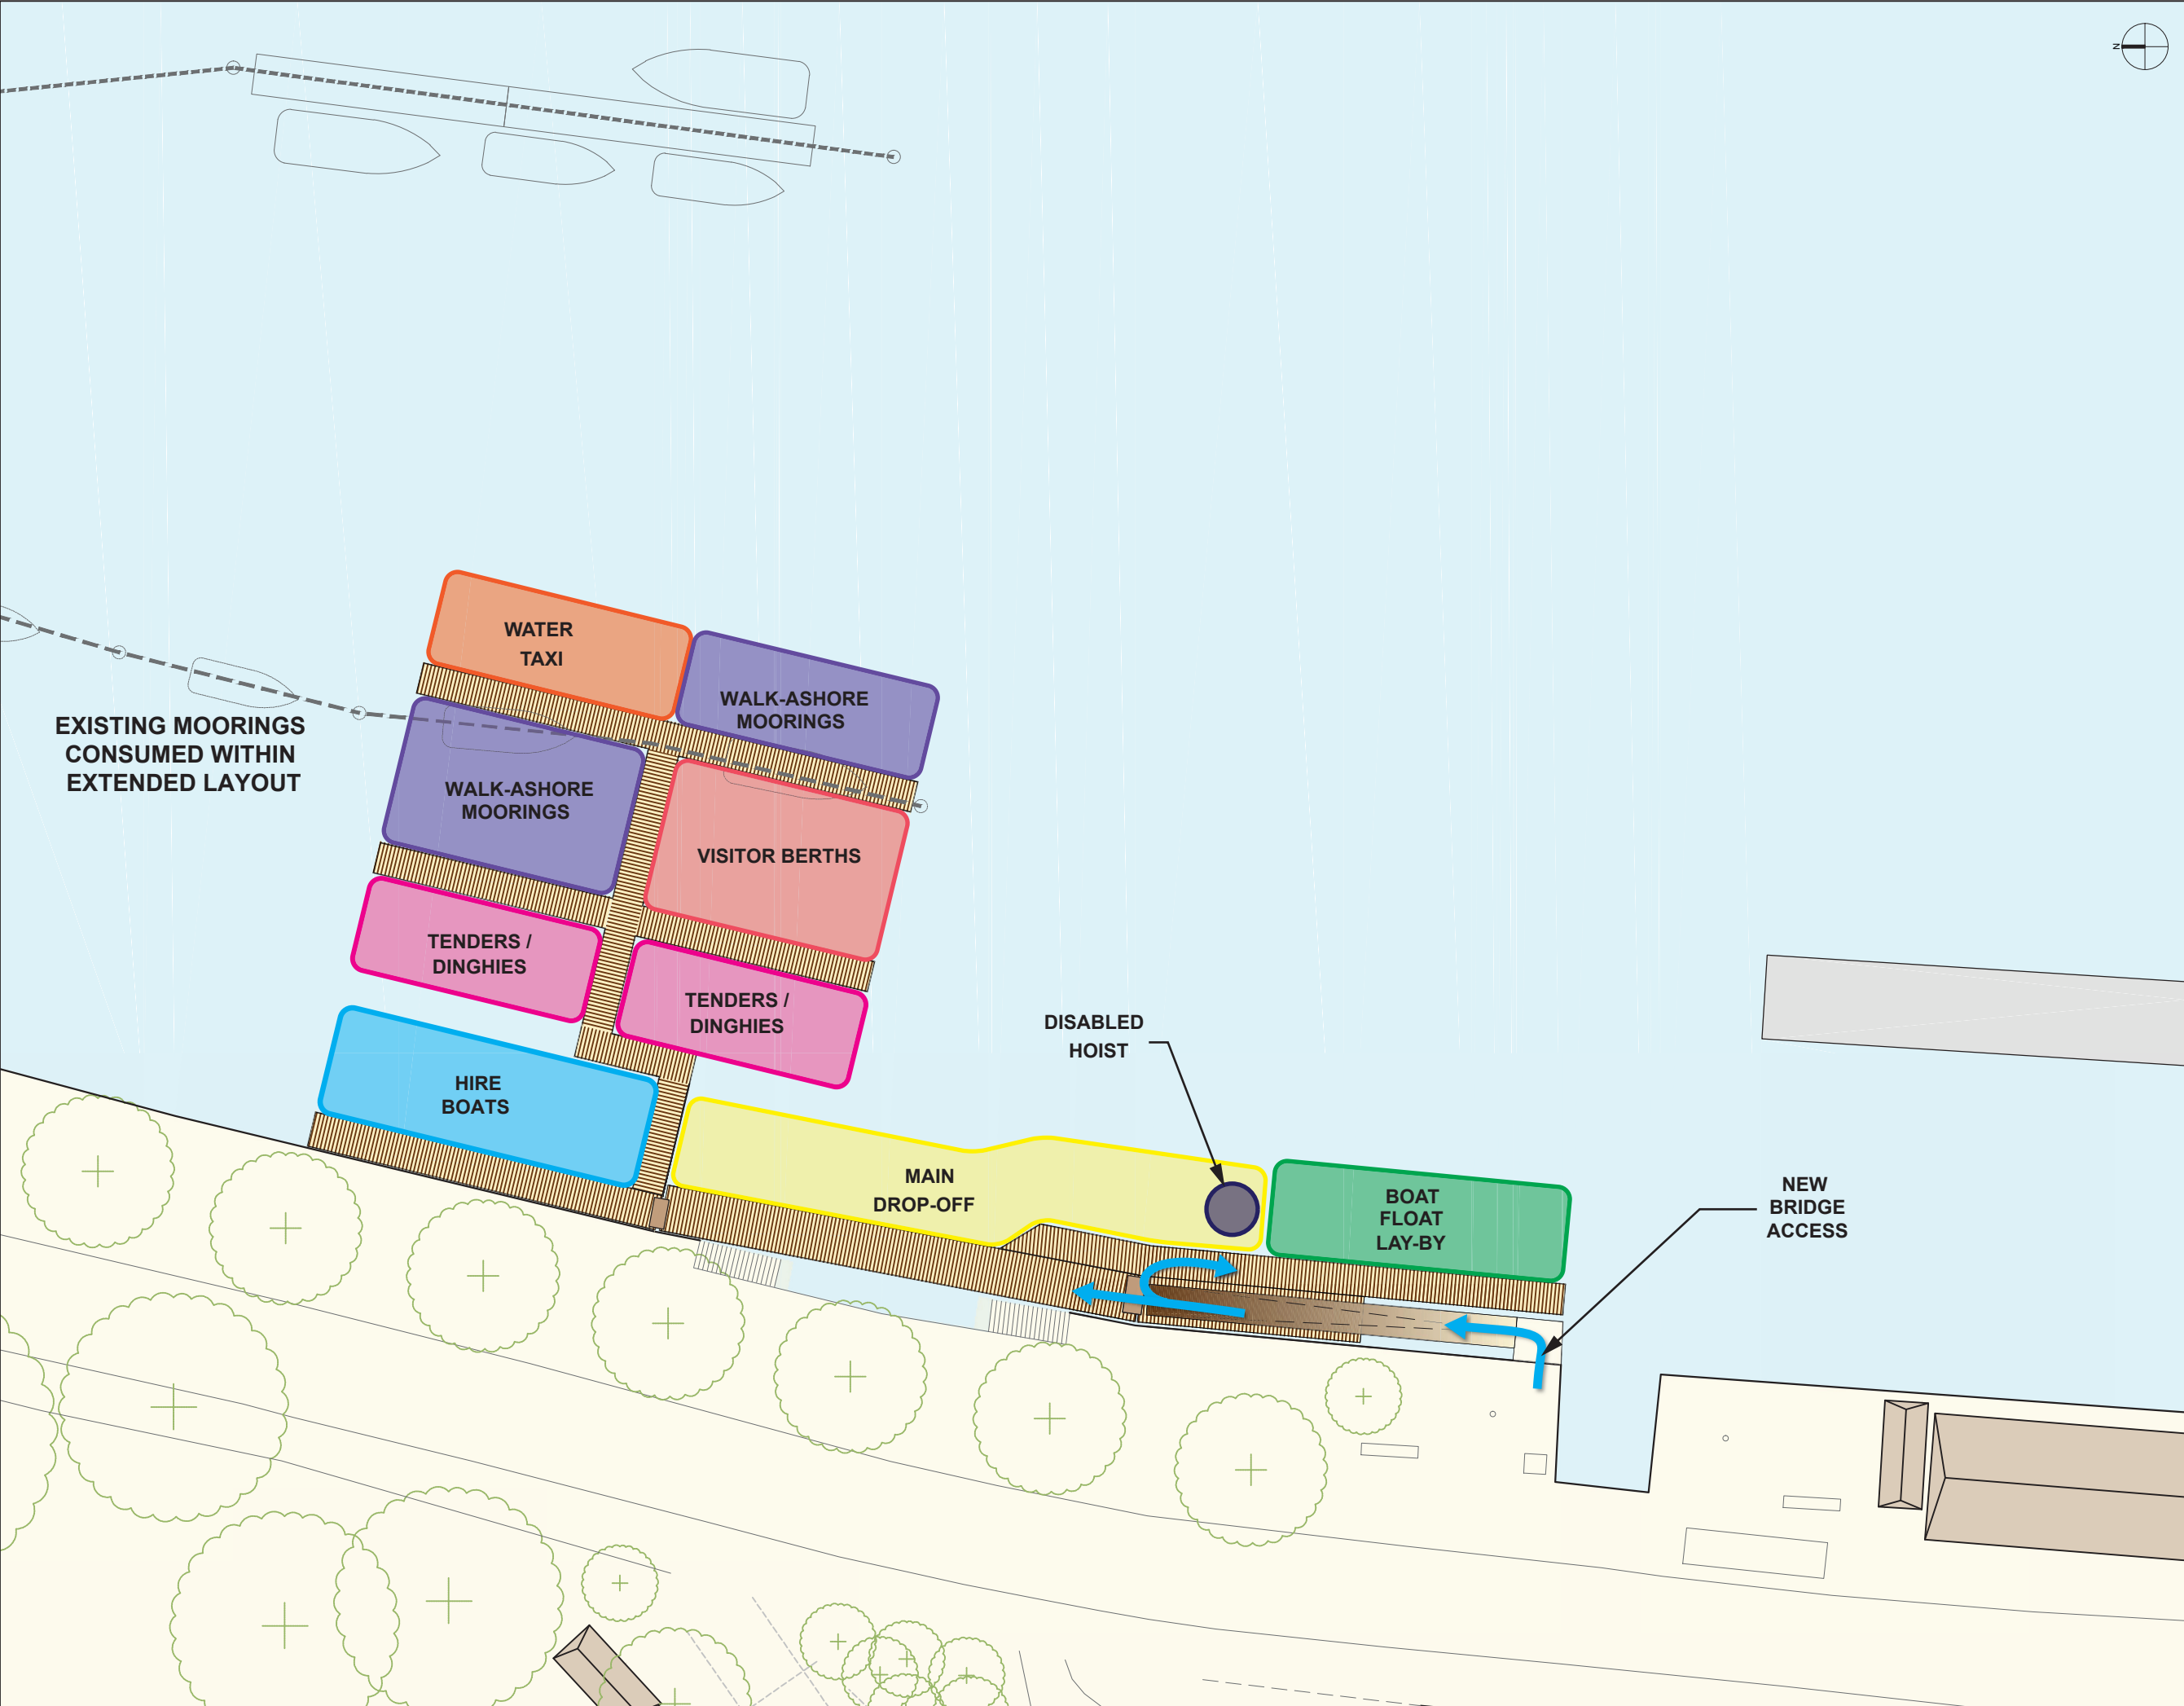 N
WATER
TAXI
WALK-ASHORE
MOORINGS
EXISTING MOORINGS
CONSUMED WITHIN
EXTENDED LAYOUT
WALK-ASHORE
MOORINGS
VISITOR BERTHS
TENDERS /
DINGHIES
TENDERS /
DINGHIES
DISABLED
HOIST
HIRE
BOATS
MAIN
DROP-OFF
BOAT
FLOAT
LAY-BY
NEW
BRIDGE
ACCESS